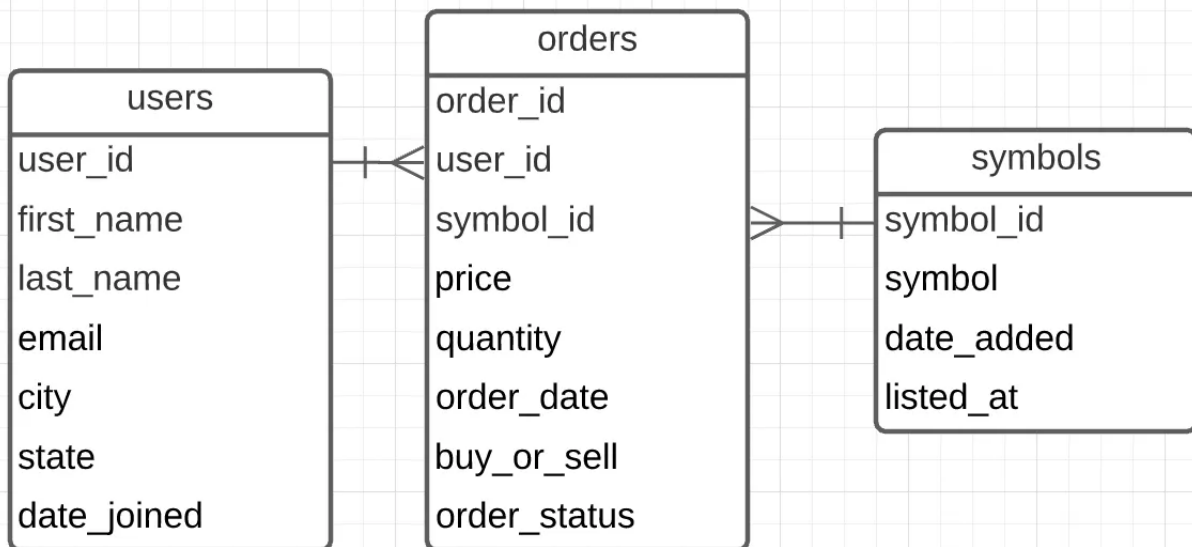 users
user_id
first_name
last_name
email
city
state
date_joined
orders
order_id
user_id
symbol_id
price
quantity
order_date
buy_or_sell
order_status
symbols
symbol_id
symbol
date_added
listed_at